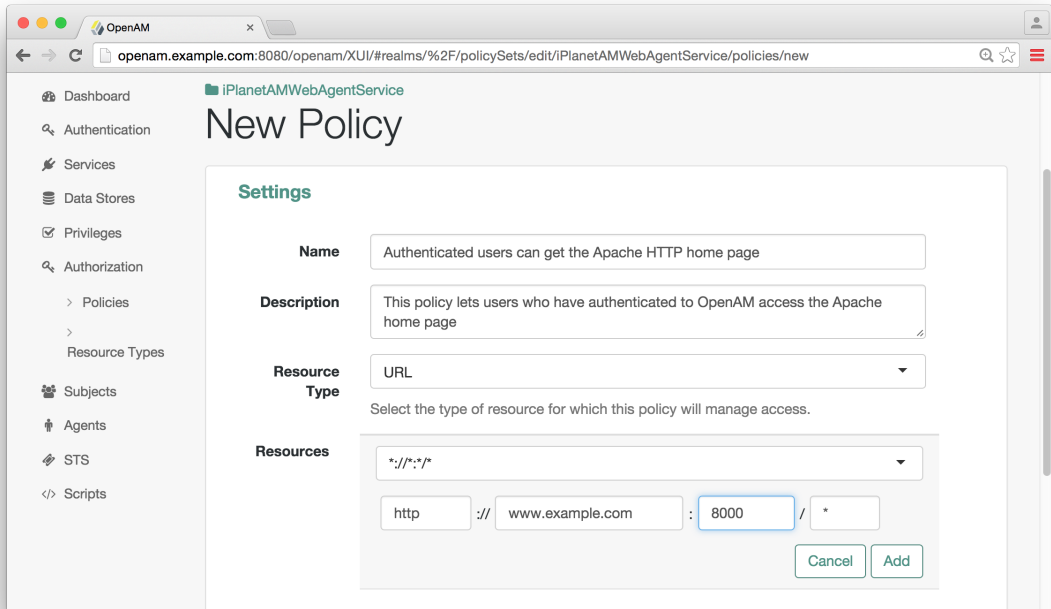 OpenAM
openam.example.com:8080/openam/XUI/#realms/%2F/policySets/edit/iPlanetAMWebAgentService/policies/new
Dashboard
Authentication
Services
Data Stores
Privileges
Authorization
Policies
Resource Types
Subjects
Agents
STS
Scripts
iPlanetAMWebAgentService
New Policy
Settings
Name
Authenticated users can get the Apache HTTP home page
Description
This policy lets users who have authenticated to OpenAM access the Apache
home page
Resource
Type
URL
Select the type of resource for which this policy will manage access.
Resources
*://*:*/*
http :// www.example.com : 8000 / *
Cancel Add